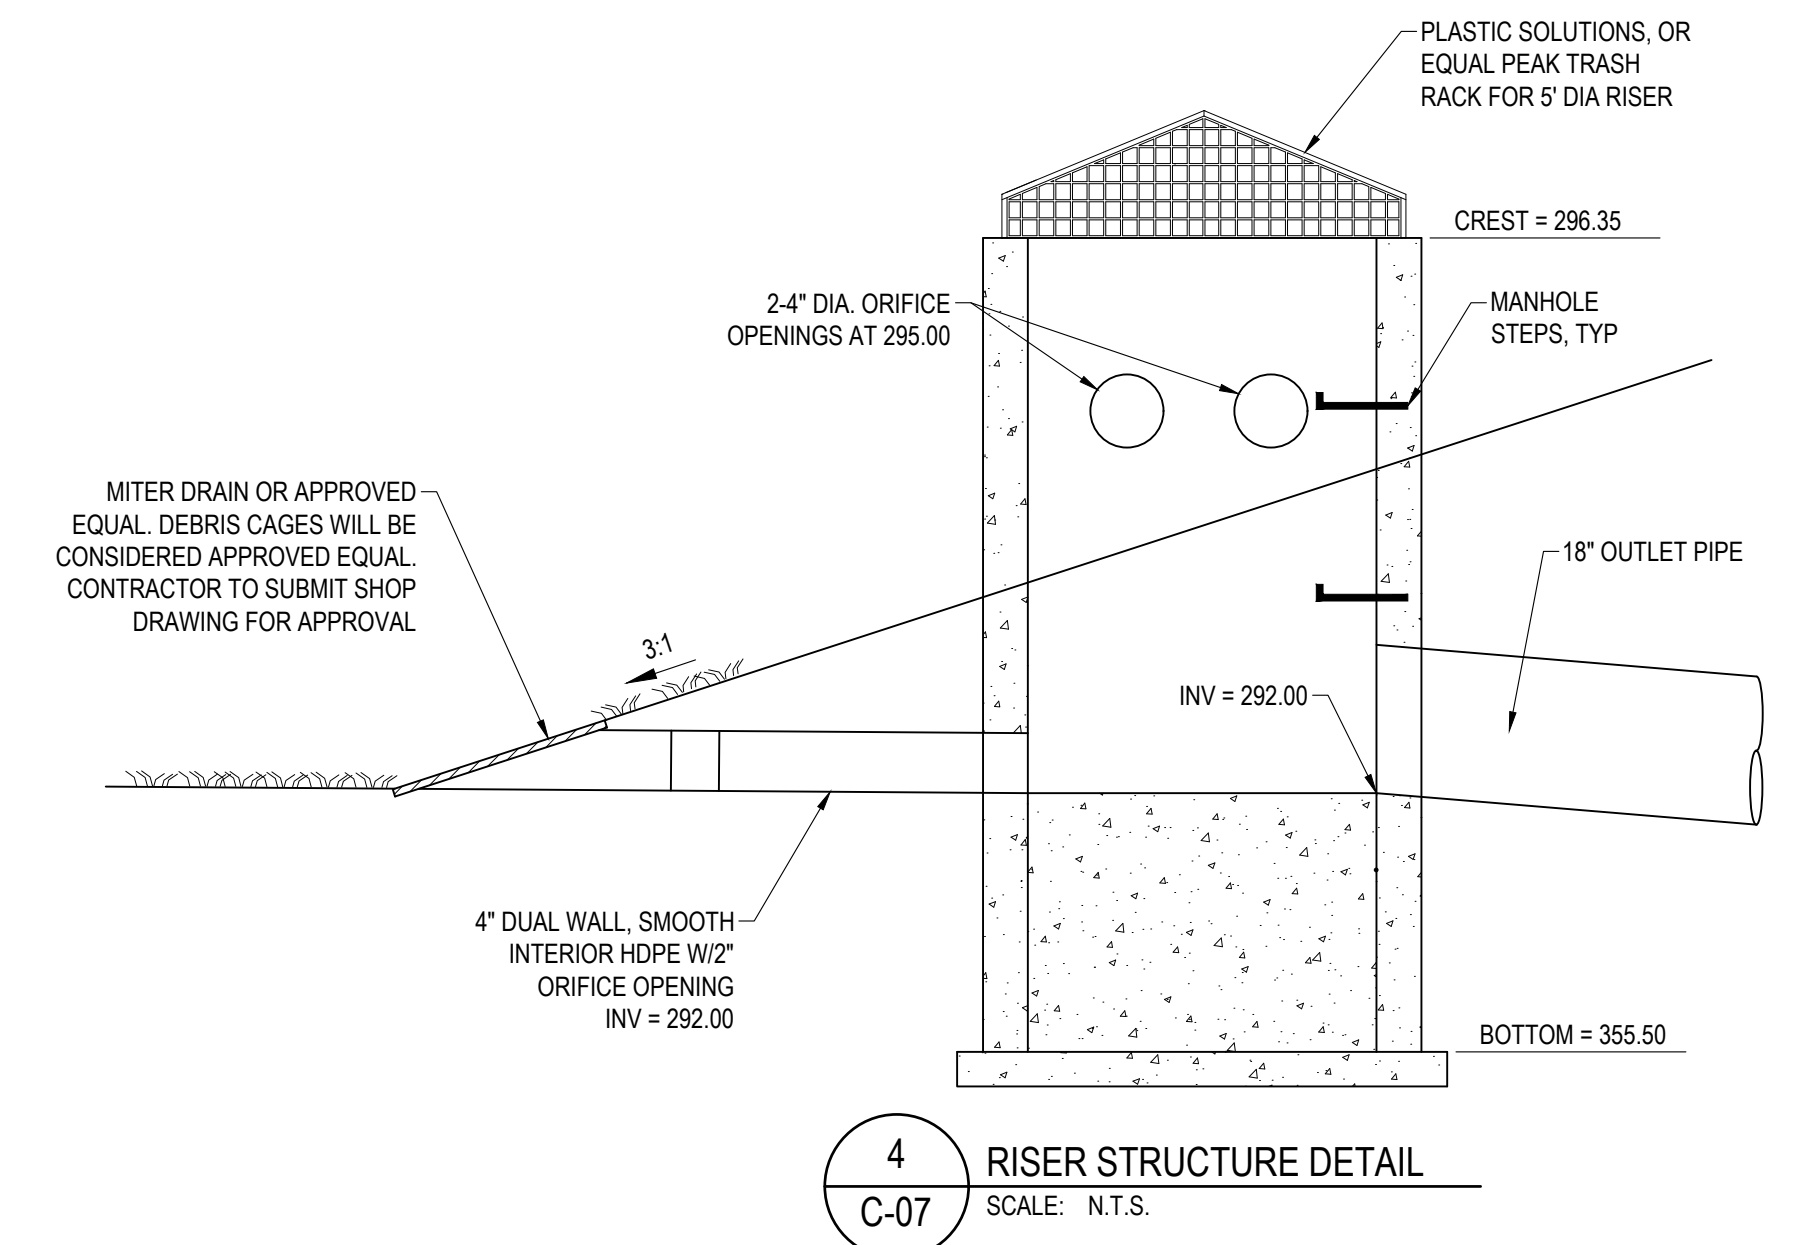 PLASTIC SOLUTIONS, OR
EQUAL PEAK TRASH
RACK FOR 5' DIA RISER
CREST = 296.35
2-4" DIA. ORIFICE
OPENINGS AT 295.00
MANHOLE
STEPS, TYP
MITER DRAIN OR APPROVED
EQUAL. DEBRIS CAGES WILL BE
CONSIDERED APPROVED EQUAL.
CONTRACTOR TO SUBMIT SHOP
DRAWING FOR APPROVAL
3:1
18" OUTLET PIPE
INV = 292.00
4" DUAL WALL, SMOOTH
INTERIOR HDPE W/2"
ORIFICE OPENING
INV = 292.00
BOTTOM = 355.50
4
C-07
RISER STRUCTURE DETAIL
SCALE: N.T.S.